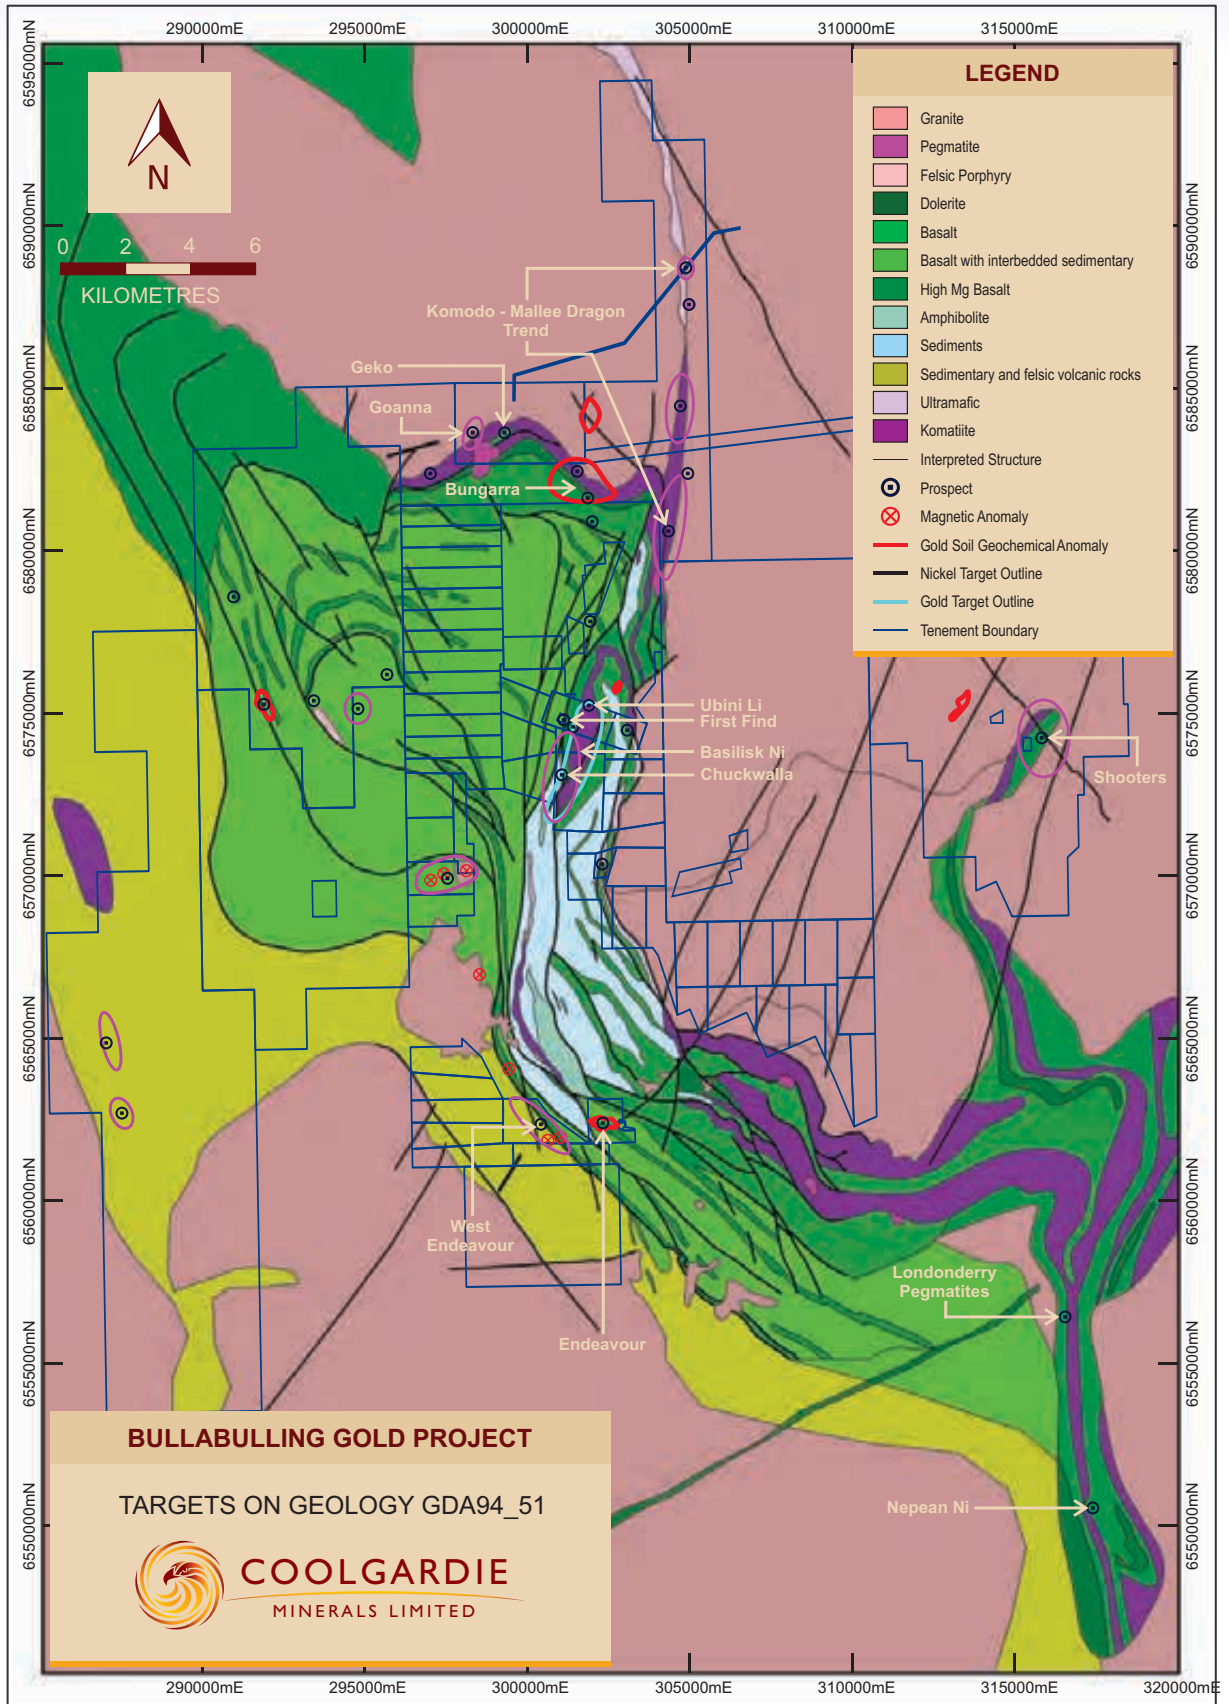 290000mE 295000mE 300000mE 305000mE 310000mE 315000mE
6595000mN
6590000mN
6585000mN
6580000mN
6575000mN
6570000mN
6565000mN
6560000mN
6555000mN
6550000mN
N
0 2 4 6
KILOMETRES
LEGEND
Granite
Pegmatite
Felsic Porphyry
Dolerite
Basalt
Basalt with interbedded sedimentary
High Mg Basalt
Amphibolite
Sediments
Sedimentary and felsic volcanic rocks
Ultramafic
Komatiite
Interpreted Structure
Prospect
Magnetic Anomaly
Gold Soil Geochemical Anomaly
Nickel Target Outline
Gold Target Outline
Tenement Boundary
Komodo - Mallee Dragon
Trend
Geko
Goanna
Bungarra
Ubini Li
First Find
Basilisk Ni
Chuckwalla
Shooters
West
Endeavour
Endeavour
Londonderry
Pegmatites
Nepean Ni
6590000mN
6585000mN
6580000mN
6575000mN
6570000mN
6565000mN
6560000mN
6555000mN
6550000mN
BULLABULLING GOLD PROJECT
TARGETS ON GEOLOGY GDA94_51
COOLGARDIE
MINERALS LIMITED
290000mE 295000mE 300000mE 305000mE 310000mE 315000mE 320000mE